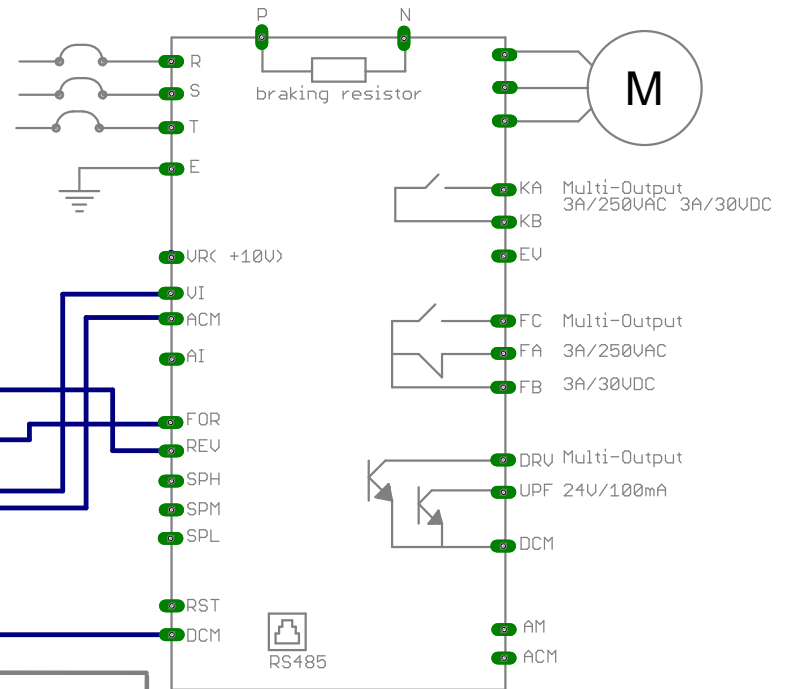 P
N
R
S
T
E
braking resistor
M
KA Multi-Output
3A/250VAC 3A/30VDC
KB
EV
VR( +10V)
VI
ACM
AI
FC Multi-Output
FA 3A/250VAC
FB 3A/30VDC
FOR
REV
SPH
SPM
SPL
DRV Multi-Output
UPF 24V/100mA
DCM
RST
DCM
RS485
AM
ACM